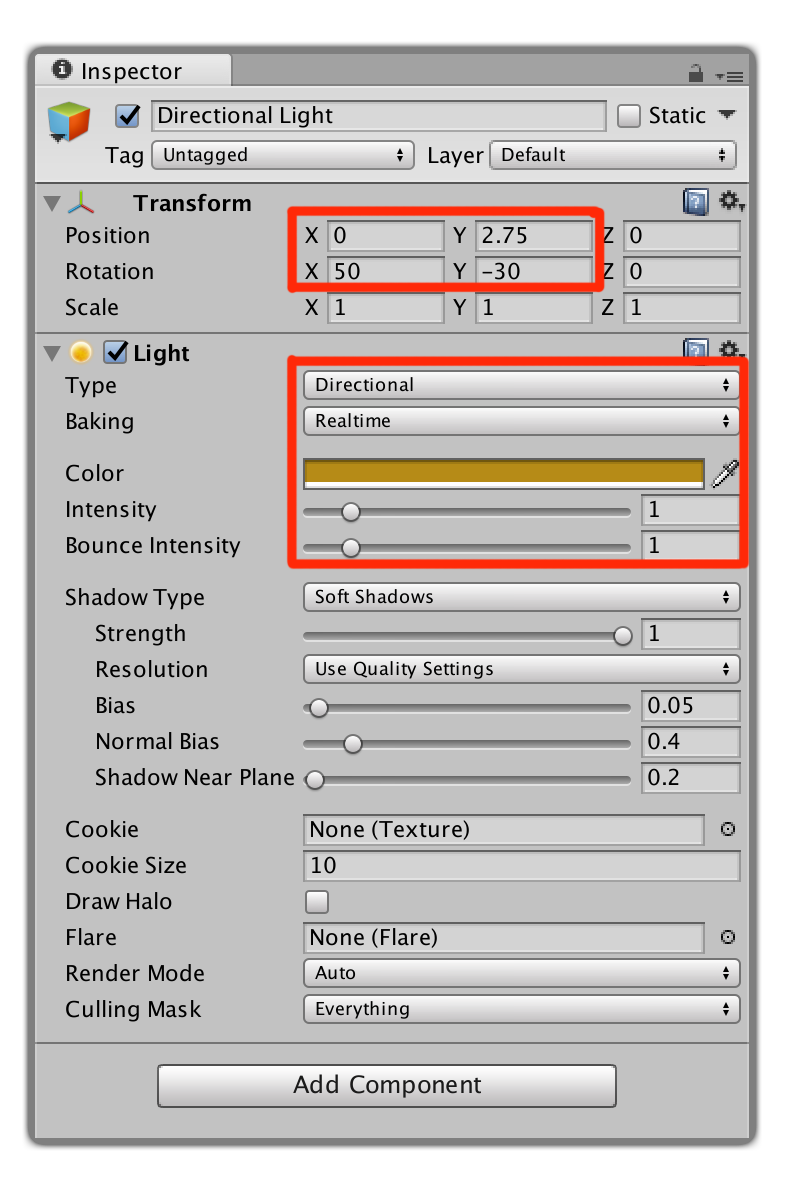 Inspector
Directional Light Static
Tag Untagged Layer Default
Transform
Position X 0 Y 2.75 Z 0
Rotation X 50 Y −30 Z 0
Scale X 1 Y 1 Z 1
Light
Type Directional
Baking Realtime
Color
Intensity 1
Bounce Intensity 1
Shadow Type Soft Shadows
Strength 1
Resolution Use Quality Settings
Bias 0.05
Normal Bias 0.4
Shadow Near Plane 0.2
Cookie None (Texture)
Cookie Size 10
Draw Halo
Flare None (Flare)
Render Mode Auto
Culling Mask Everything
Add Component